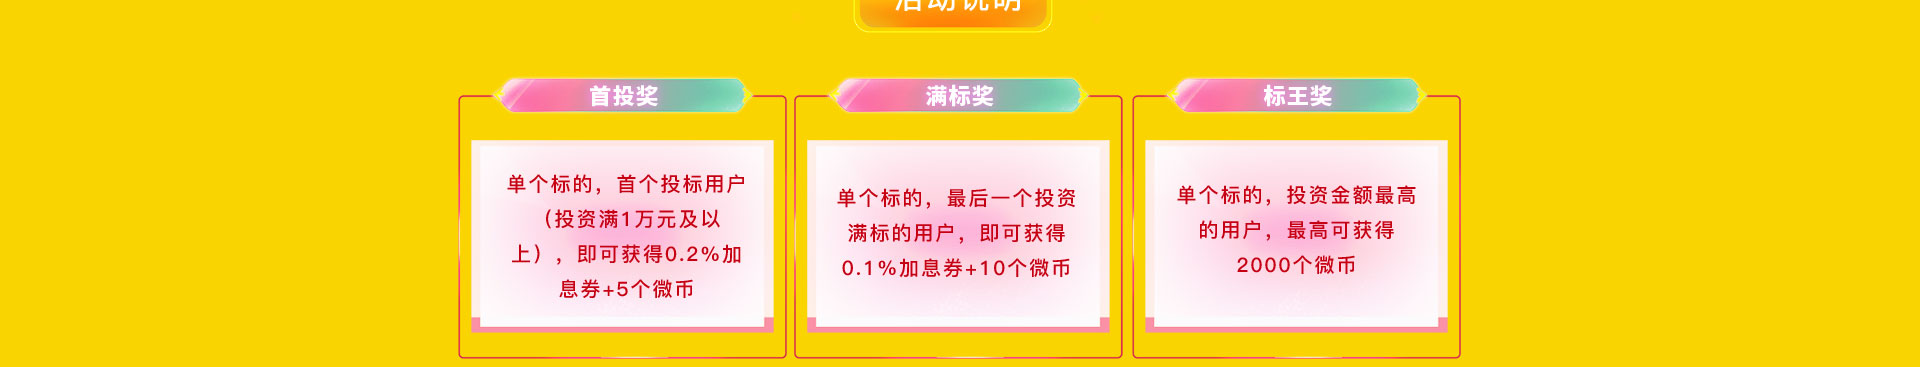 活动说明
首投奖
单个标的，首个投标用户
（投资满1万元及以
上），即可获得0.2%加
息券+5个微币
满标奖
单个标的，最后一个投资
满标的用户，即可获得
0.1%加息券+10个微币
标王奖
单个标的，投资金额最高
的用户，最高可获得
2000个微币